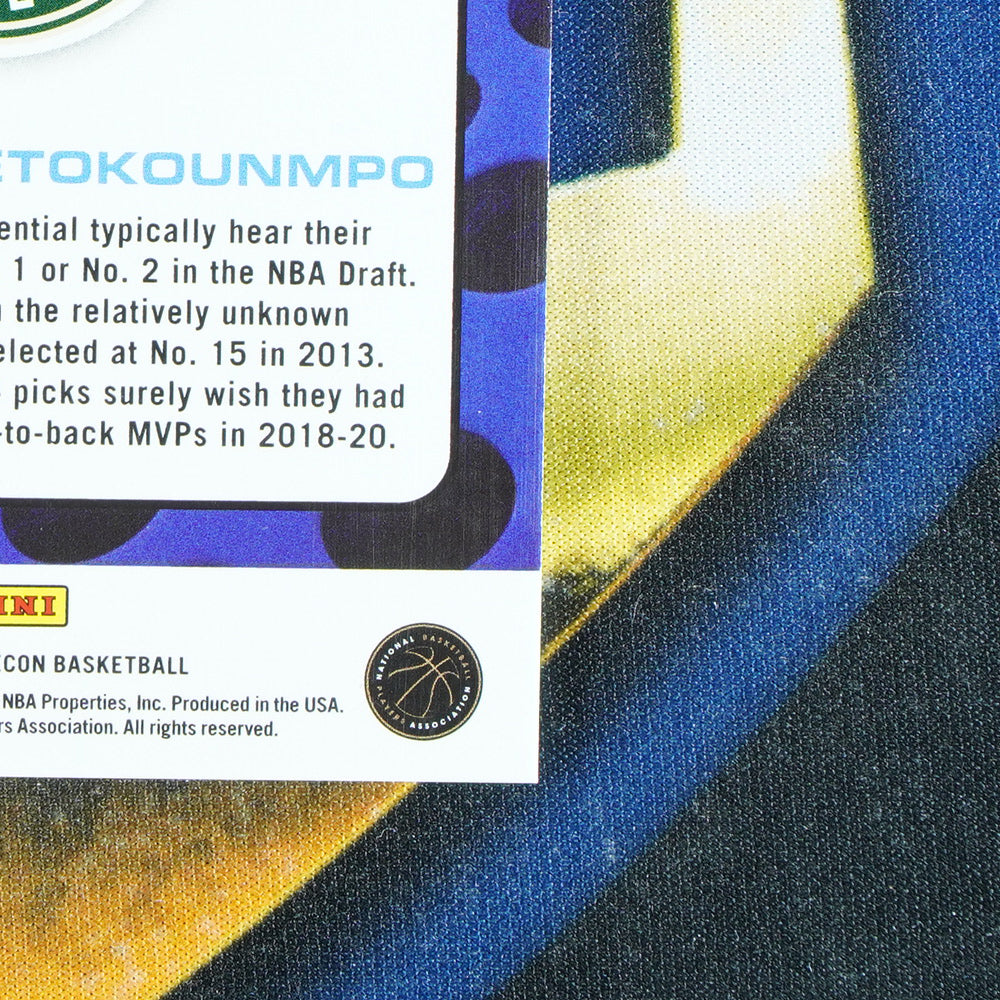 ETOKOUNMPO
ential typically hear their
1 or No. 2 in the NBA Draft.
the relatively unknown
elected at No. 15 in 2013.
picks surely wish they had
-to-back MVPs in 2018-20.
INI
ECON BASKETBALL
NBA Properties, Inc. Produced in the USA.
rs Association. All rights reserved.
NATIONAL BASKETBALL
PLAYERS ASSOCIATION